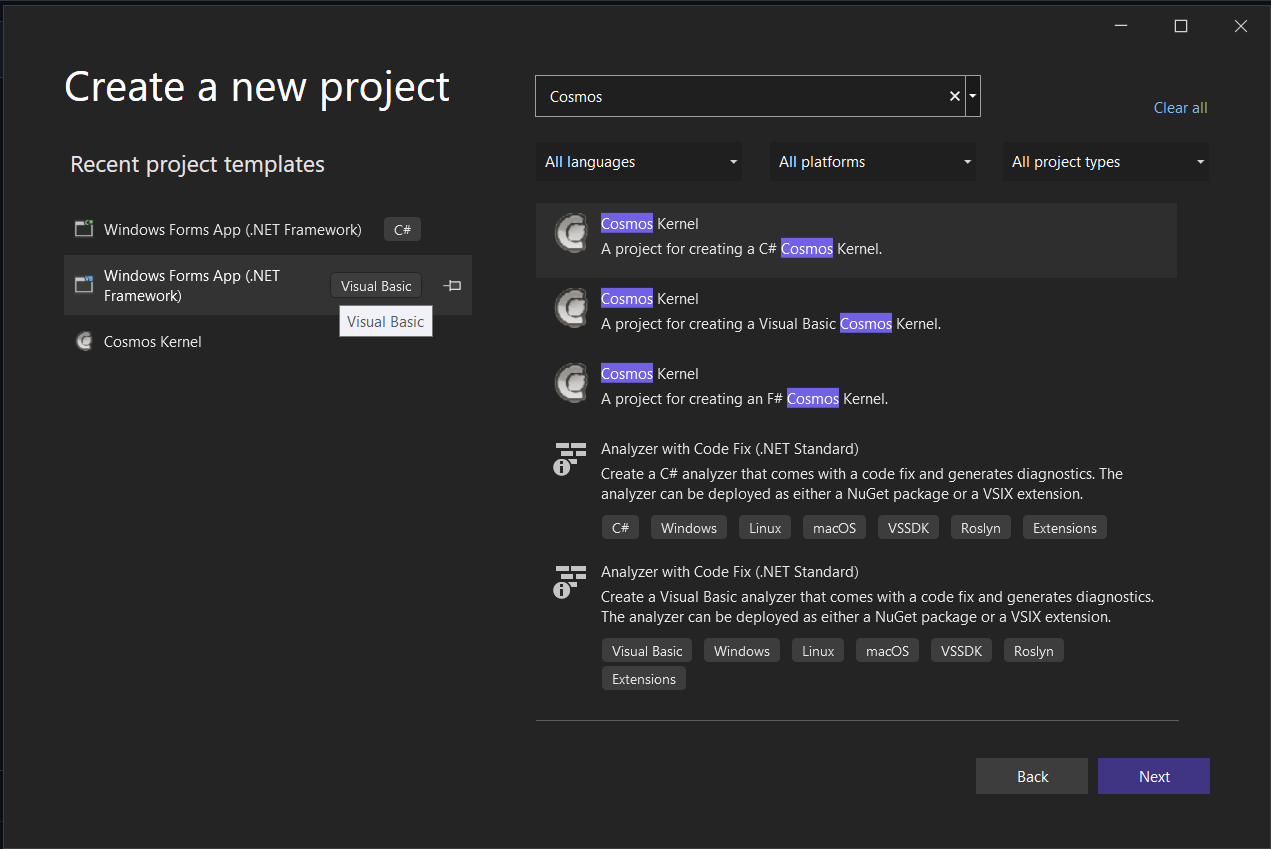 Create a new project
Recent project templates
Windows Forms App (.NET Framework)
C#
Windows Forms App (.NET
Framework)
Visual Basic
Visual Basic
Cosmos Kernel
Cosmos
Clear all
All languages
All platforms
All project types
Cosmos Kernel
A project for creating a C# Cosmos Kernel.
Cosmos Kernel
A project for creating a Visual Basic Cosmos Kernel.
Cosmos Kernel
A project for creating an F# Cosmos Kernel.
Analyzer with Code Fix (.NET Standard)
Create a C# analyzer that comes with a code fix and generates diagnostics. The
analyzer can be deployed as either a NuGet package or a VSIX extension.
C# Windows Linux macOS VSSDK Roslyn Extensions
Analyzer with Code Fix (.NET Standard)
Create a Visual Basic analyzer that comes with a code fix and generates diagnostics.
The analyzer can be deployed as either a NuGet package or a VSIX extension.
Visual Basic Windows Linux macOS VSSDK Roslyn
Extensions
Back
Next